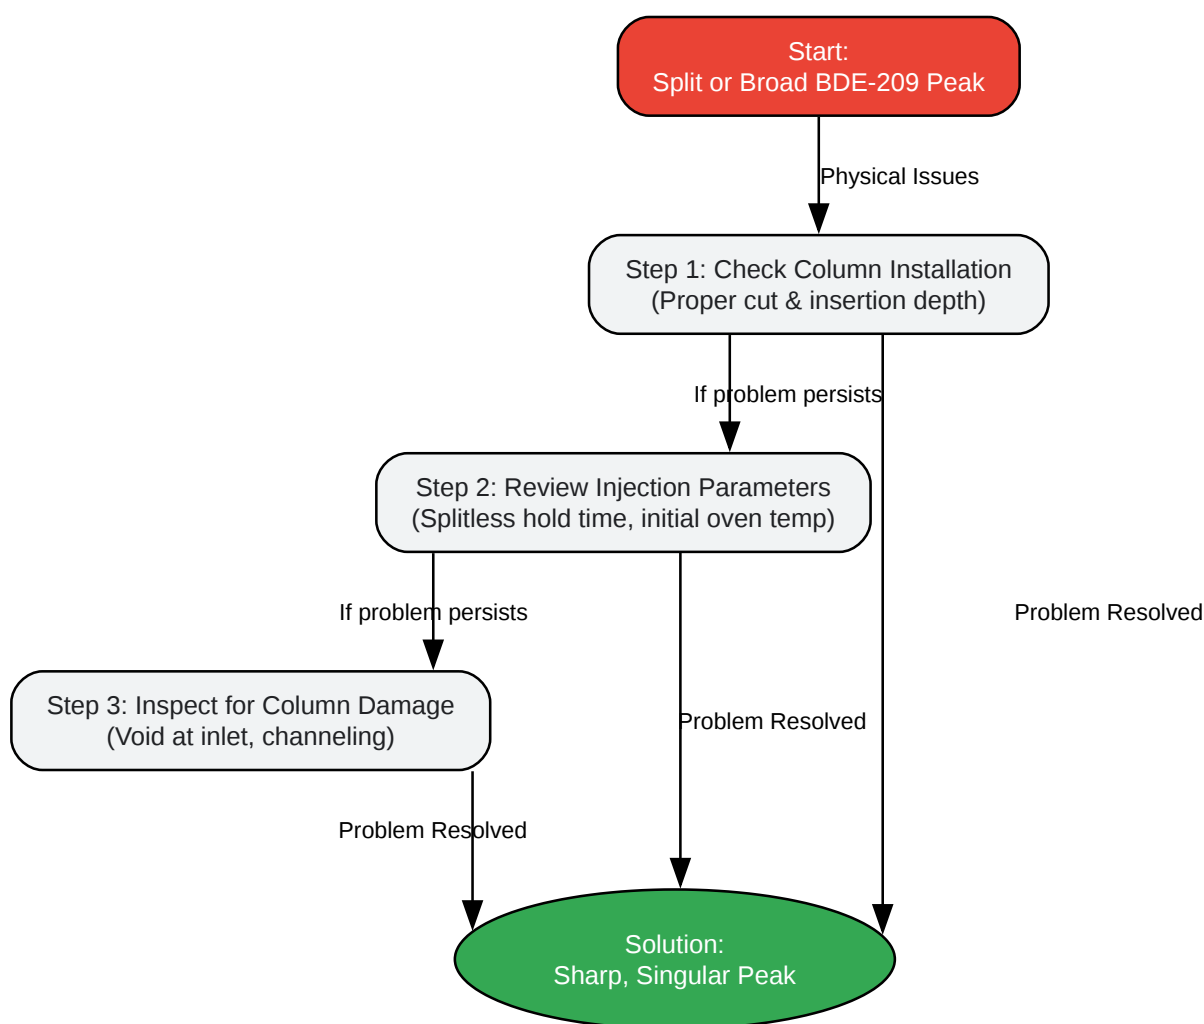 Start:
Split or Broad BDE-209 Peak
Physical Issues
Step 1: Check Column Installation
(Proper cut & insertion depth)
If problem persists
Step 2: Review Injection Parameters
(Splitless hold time, initial oven temp)
If problem persists
Problem Resolved
Step 3: Inspect for Column Damage
(Void at inlet, channeling)
Problem Resolved
Problem Resolved
Solution:
Sharp, Singular Peak